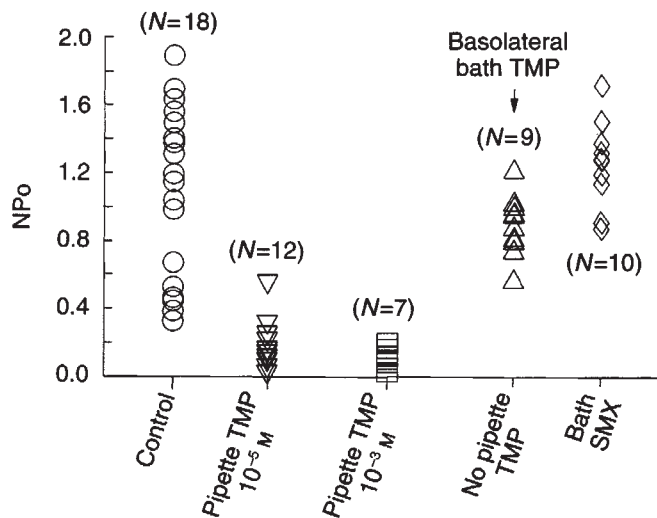 (N=18)
2.0
1.6
1.2
0.8
0.4
0.0
NPo
(N=12)
(N=7)
Basolateral
bath TMP
(N=9)
(N=10)
Control
Pipette TMP
10⁻⁵ M
Pipette TMP
10⁻³ M
No pipette
TMP
Bath
SMX